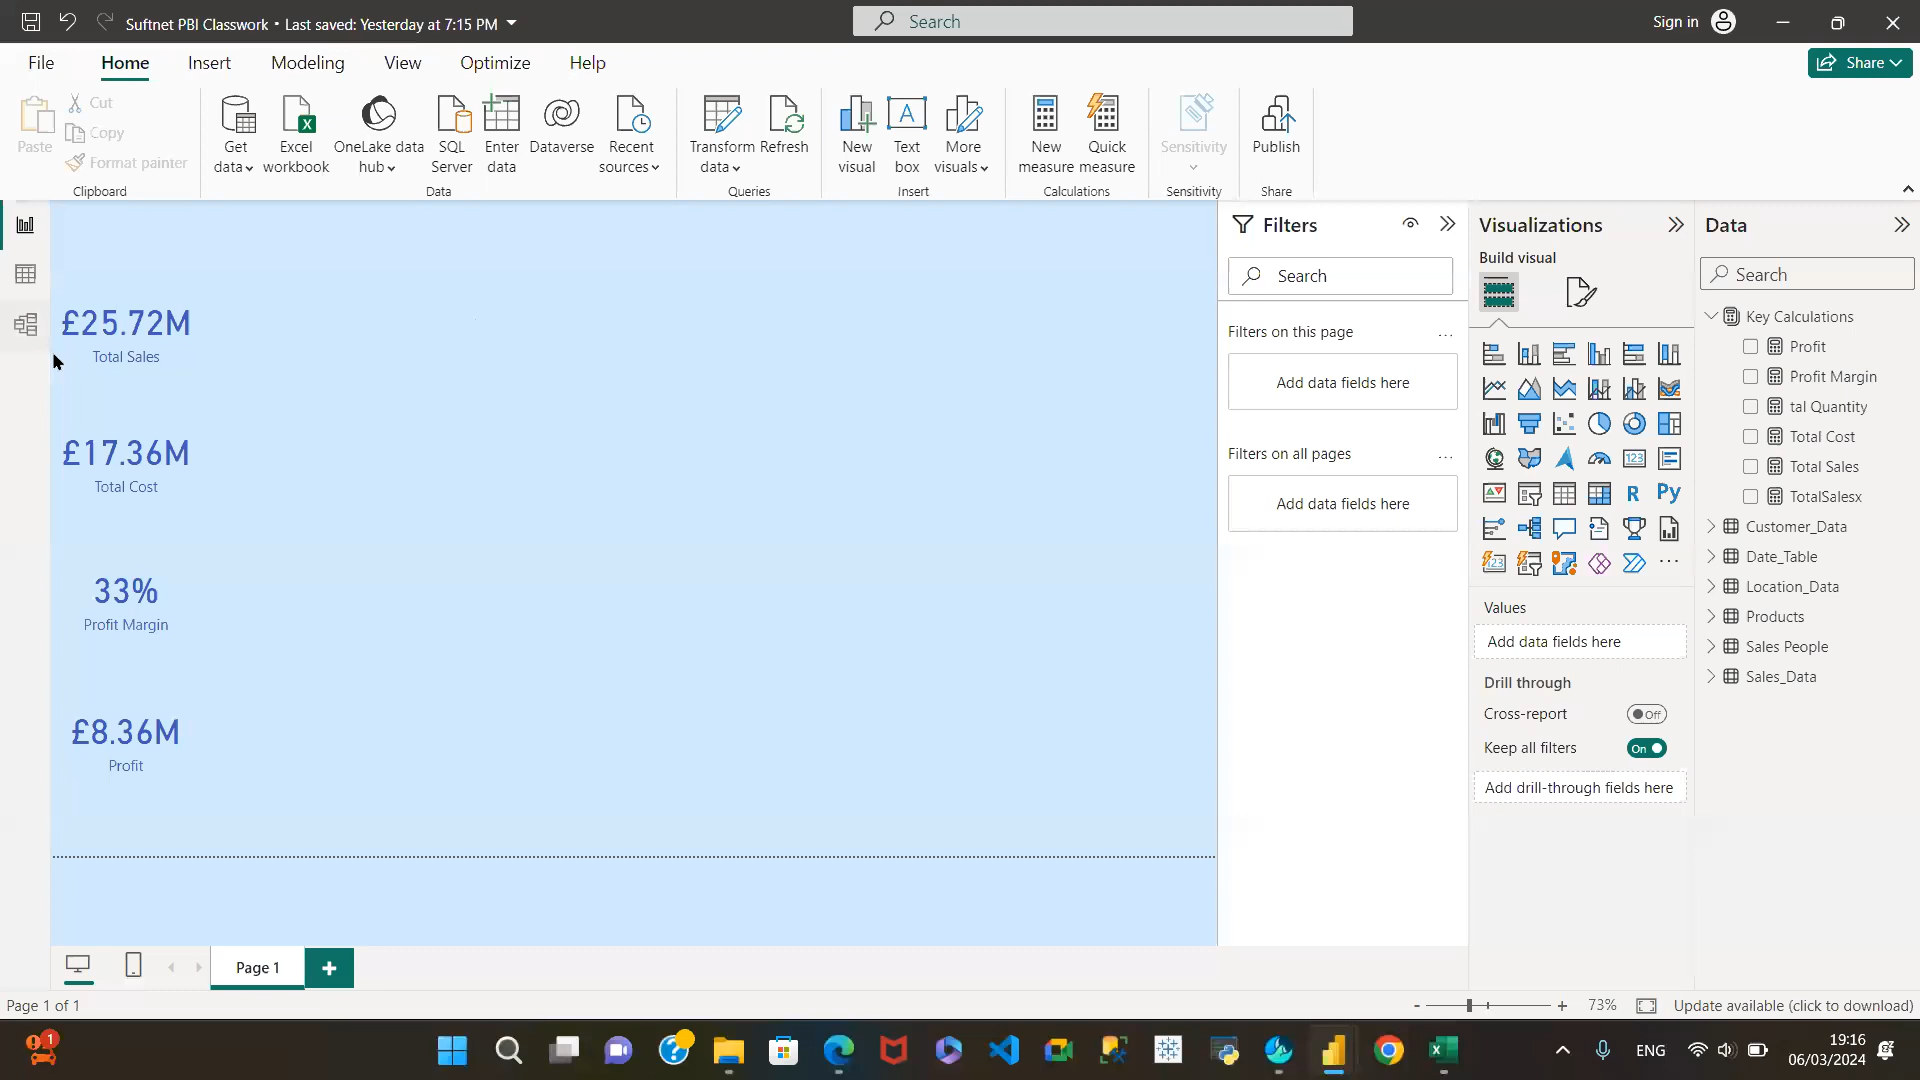 Suftnet PBI Classwork • Last saved: Yesterday at 7:15 PM
Search
Sign in
File
Home
Insert
Modeling
View
Optimize
Help
Share
Paste
Cut
Copy
Format painter
Clipboard
Get data
Excel workbook
OneLake data hub
SQL Server
Enter data
Dataverse
Recent sources
Data
Transform data
Refresh
Queries
New visual
Text box
More visuals
Insert
New measure
Quick measure
Calculations
Sensitivity
Sensitivity
Publish
Share
£25.72M
Total Sales
£17.36M
Total Cost
33%
Profit Margin
£8.36M
Profit
Filters
Search
Filters on this page
...
Add data fields here
Filters on all pages
...
Add data fields here
Visualizations
Build visual
123
R
Py
123
...
Values
Add data fields here
Drill through
Cross-report
Off
Keep all filters
On
Add drill-through fields here
Data
Search
Key Calculations
Profit
Profit Margin
tal Quantity
Total Cost
Total Sales
TotalSalesx
Customer_Data
Date_Table
Location_Data
Products
Sales People
Sales_Data
Page 1
Page 1 of 1
- + 73%
Update available (click to download)
1
ENG
19:16
06/03/2024